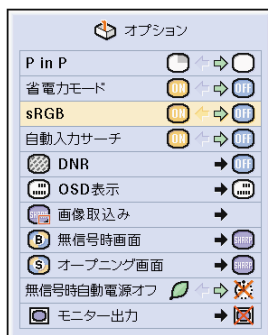 オプション
P in P
省電力モード ON OFF
sRGB ON OFF
自動入力サーチ ON OFF
DNR OFF
OSD表示
画像取込み SHARP
B 無信号時画面 SHARP
S オープニング画面 SHARP
無信号時自動電源オフ
モニター出力